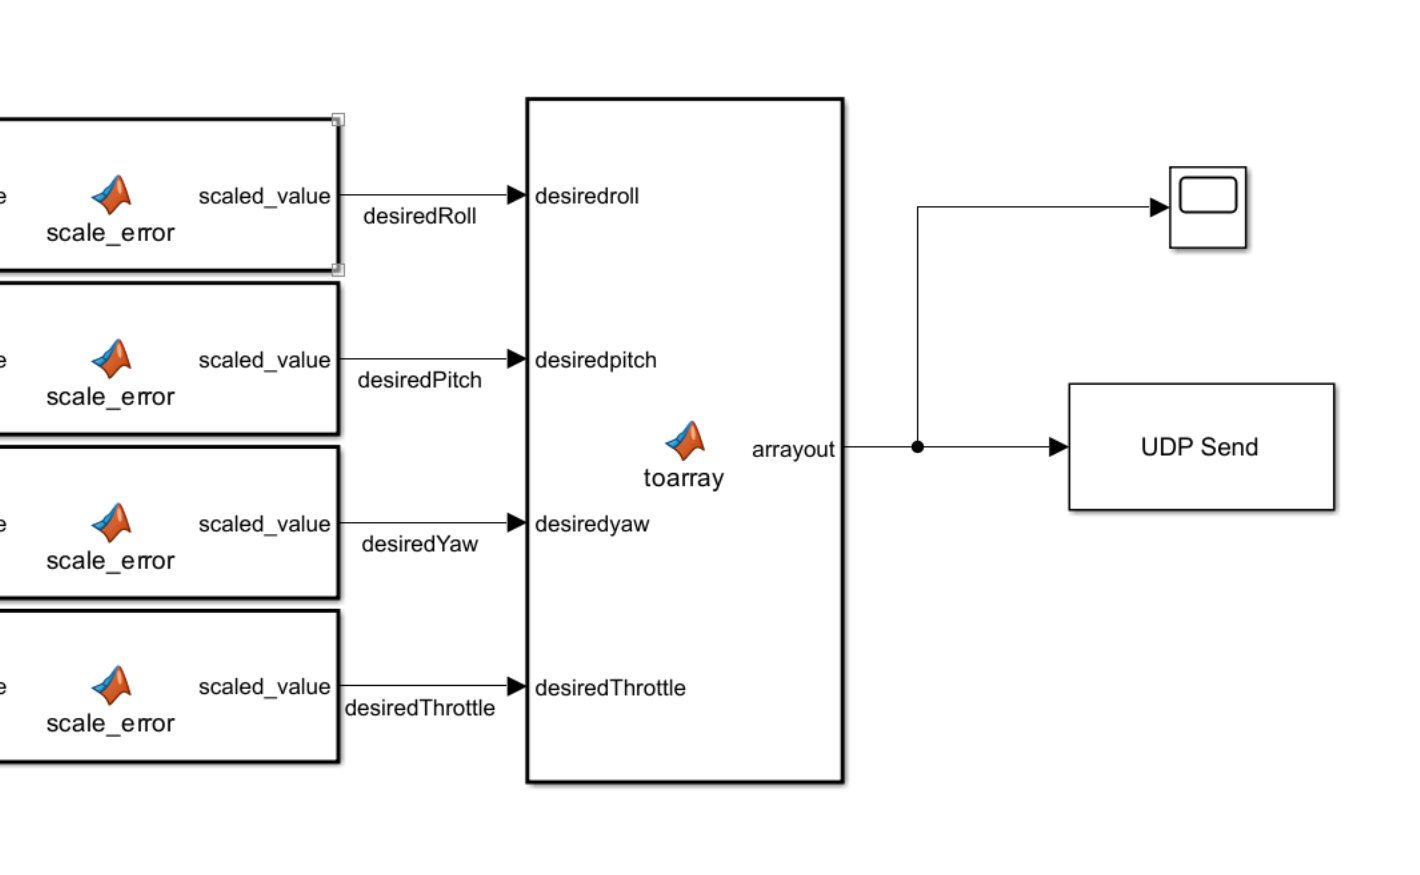 e
scaled_value
scale_error
desiredRoll
desiredroll
e
scaled_value
scale_error
desiredPitch
desiredpitch
e
scaled_value
scale_error
desiredYaw
desiredyaw
e
scaled_value
scale_error
desiredThrottle
desiredThrottle
toarray
arrayout
UDP Send